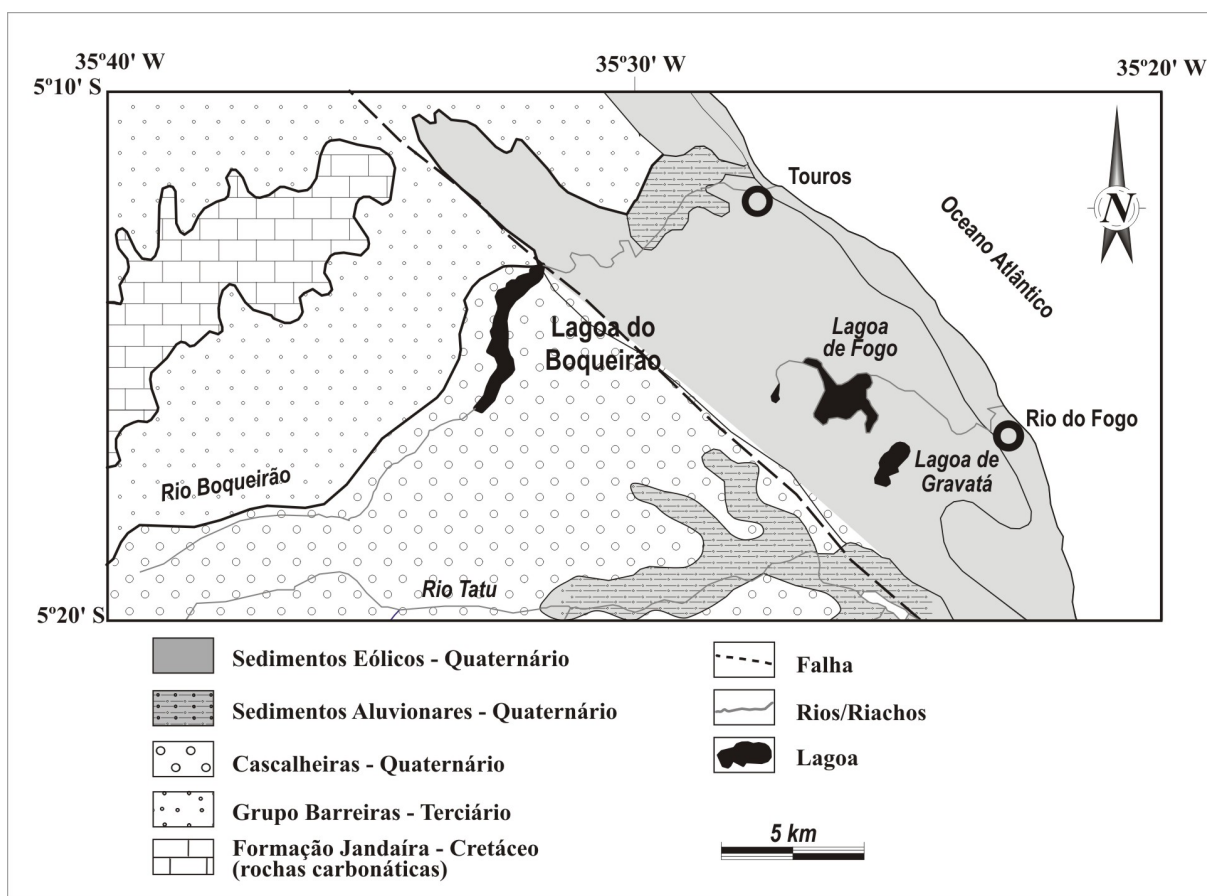 35º40' W
35º30' W
35º20' W
5º10' S
Touros
Oceano Atlântico
N
Lagoa
de Fogo
Lagoa do
Boqueirão
Rio do Fogo
Lagoa de
Gravatá
Rio Boqueirão
Rio Tatu
5º20' S
Sedimentos Eólicos - Quaternário
Sedimentos Aluvionares - Quaternário
Cascalheiras - Quaternário
Grupo Barreiras - Terciário
Formação Jandaíra - Cretáceo
(rochas carbonáticas)
Falha
Rios/Riachos
Lagoa
5 km